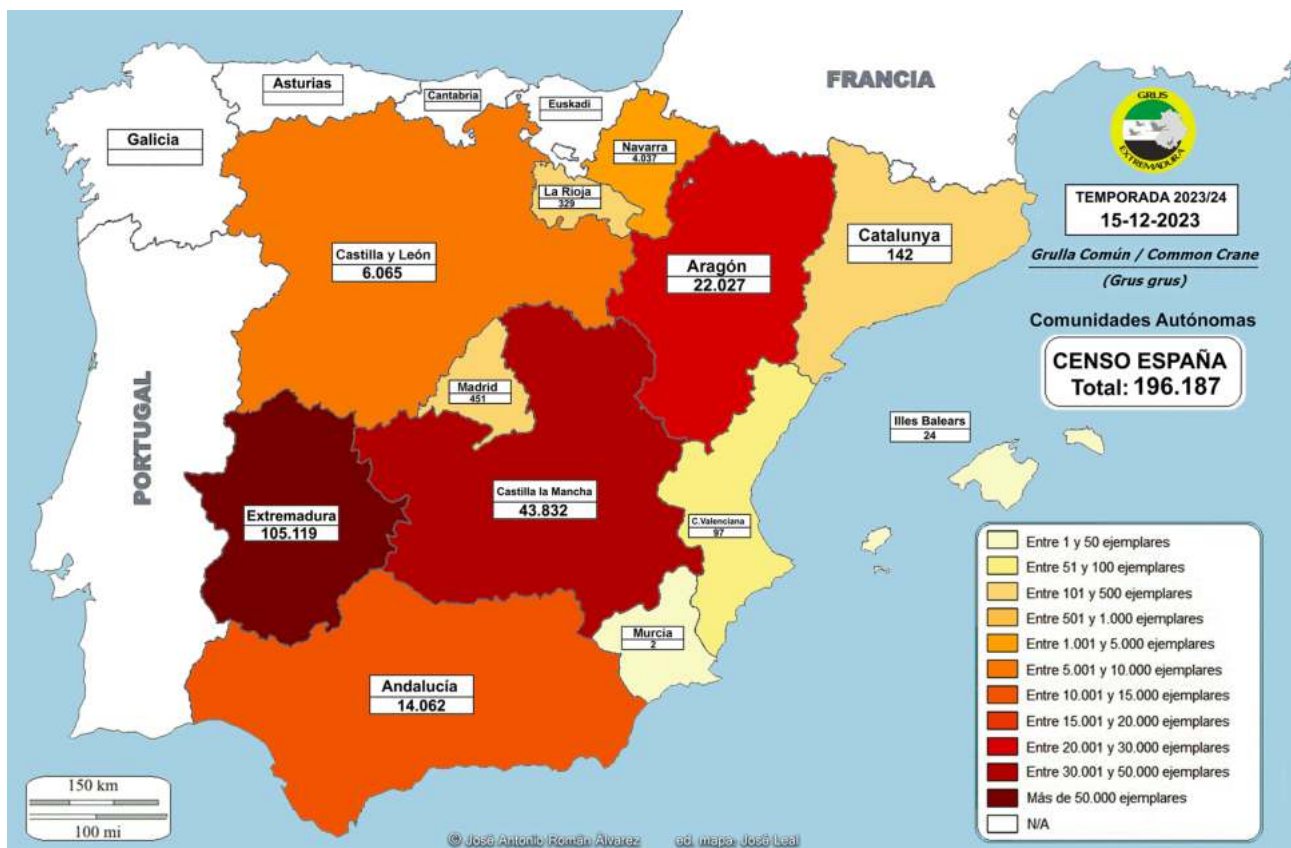 FRANCIA
GRUS
EXTREMADURA
Asturias
Cantabria
Euskadi
Galicia
Navarra
4.037
La Rioja
329
TEMPORADA 2023/24
15-12-2023
Castilla y León
6.065
Aragón
22.027
Catalunya
142
Grulla Común / Common Crane
(Grus grus)
Comunidades Autónomas
CENSO ESPAÑA
Total: 196.187
PORTUGAL
Madrid
451
Illes Balears
24
Extremadura
105.119
Castilla la Mancha
43.832
C.Valenciana
97
Murcia
2
Andalucía
14.062
Entre 1 y 50 ejemplares
Entre 51 y 100 ejemplares
Entre 101 y 500 ejemplares
Entre 501 y 1.000 ejemplares
Entre 1.001 y 5.000 ejemplares
Entre 5.001 y 10.000 ejemplares
Entre 10.001 y 15.000 ejemplares
Entre 15.001 y 20.000 ejemplares
Entre 20.001 y 30.000 ejemplares
Entre 30.001 y 50.000 ejemplares
Más de 50.000 ejemplares
N/A
150 km
100 mi
© José Antonio Román Álvarez ed. mapa, José Leal